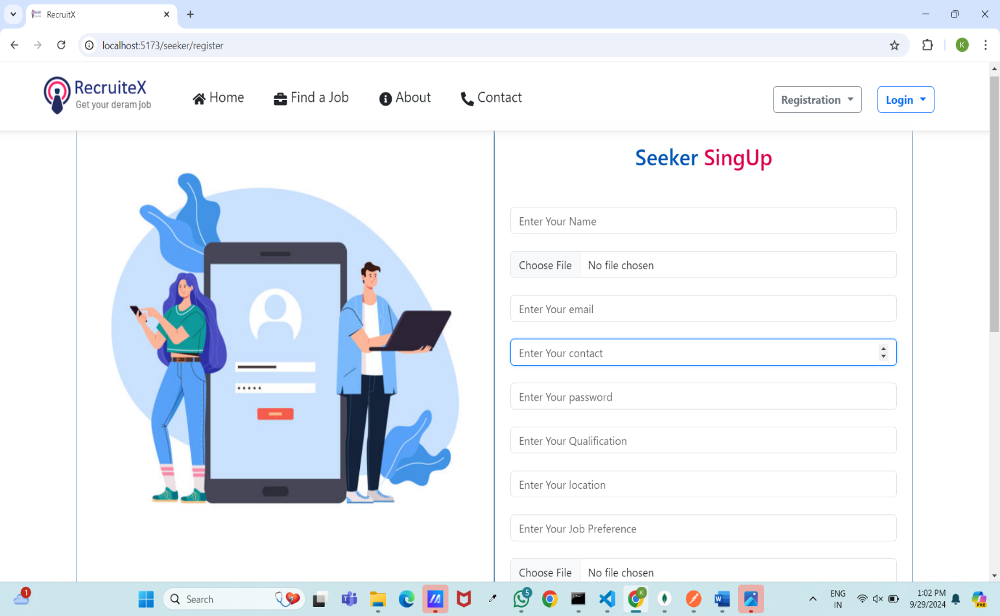 RecruitX
localhost:5173/seeker/register
K
RecruiteX
Get your deram job
Home
Find a Job
About
Contact
Registration
Login
Seeker SingUp
Enter Your Name
Choose File No file chosen
Enter Your email
Enter Your contact
Enter Your password
Enter Your Qualification
Enter Your location
Enter Your Job Preference
Choose File No file chosen
1
Search
5
K
ENG
IN
1:02 PM
9/29/2024
PRE